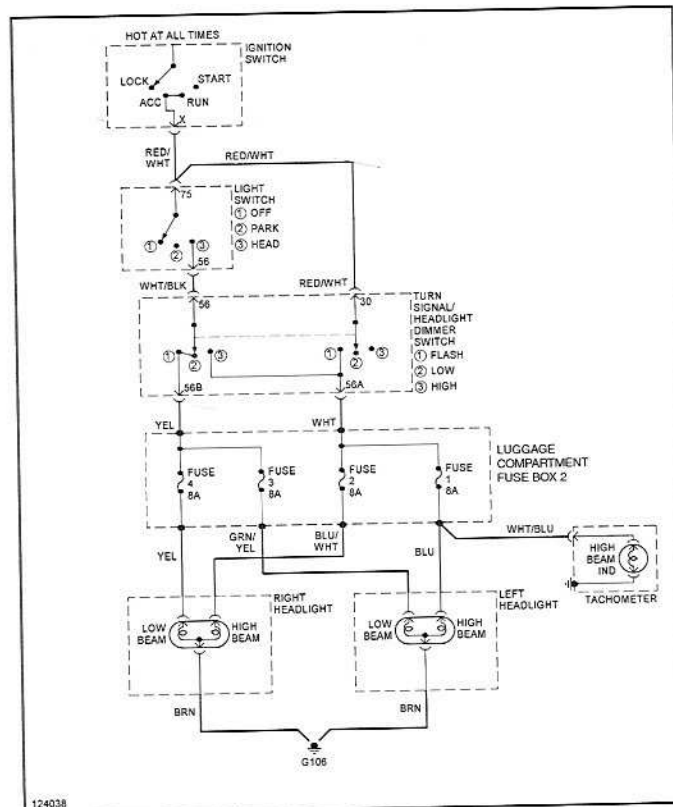 HOT AT ALL TIMES
IGNITION
SWITCH
LOCK
START
ACC
RUN
X
RED/
WHT
RED/WHT
75
LIGHT
SWITCH
① OFF
② PARK
③ HEAD
①
②
③
56
WHT/BLK
RED/WHT
56
30
TURN
SIGNAL/
HEADLIGHT
DIMMER
SWITCH
① FLASH
② LOW
③ HIGH
①
②
③
①
②
③
56B
56A
YEL
WHT
LUGGAGE
COMPARTMENT
FUSE BOX 2
FUSE
4
8A
FUSE
3
8A
FUSE
2
8A
FUSE
1
8A
YEL
GRN/
YEL
BLU/
WHT
BLU
WHT/BLU
HIGH
BEAM
IND
TACHOMETER
RIGHT
HEADLIGHT
LEFT
HEADLIGHT
LOW
BEAM
HIGH
BEAM
LOW
BEAM
HIGH
BEAM
BRN
BRN
G106
124038